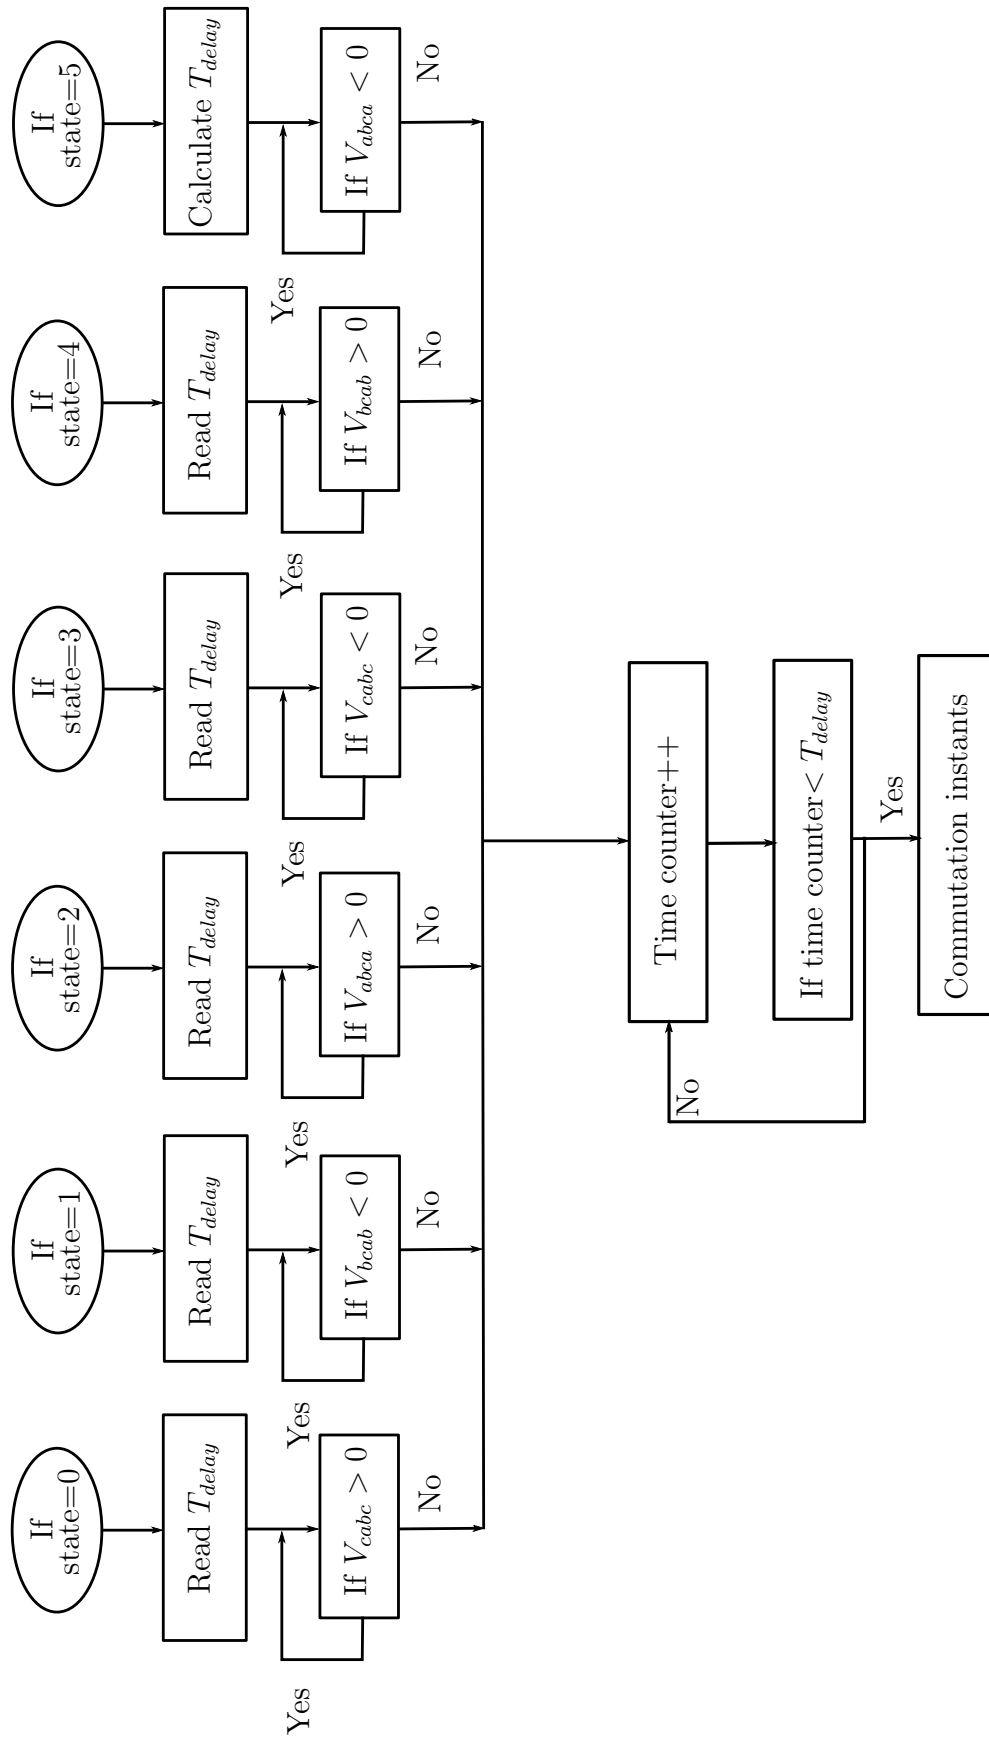 If
state=0
If
state=1
If
state=2
If
state=3
If
state=4
If
state=5
Read T_delay
Read T_delay
Read T_delay
Read T_delay
Read T_delay
Calculate T_delay
Yes
If V_cabc > 0
No
Yes
If V_bcab < 0
No
Yes
If V_abca > 0
No
Yes
If V_cabc < 0
No
Yes
If V_bcab > 0
No
Yes
If V_abca < 0
No
Time counter++
No
If time counter< T_delay
Yes
Commutation instants